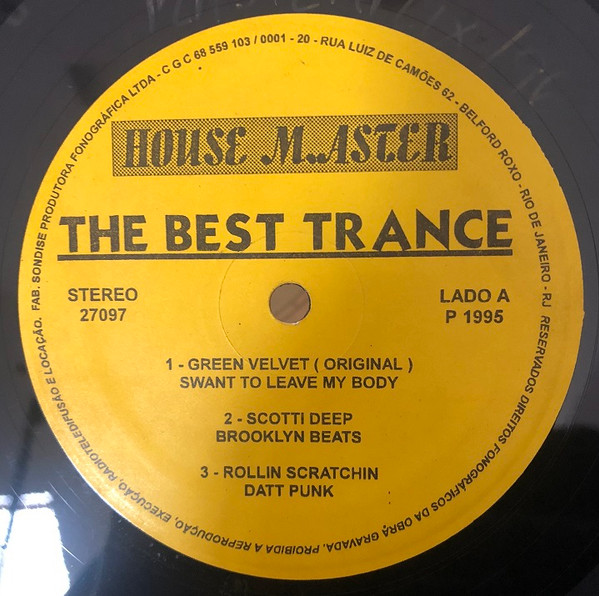 FAB. SONDISE PRODUTORA FONOGRÁFICA LTDA - C G C 68 559 103 / 0001 - 20 - RUA LUIZ DE CAMÕES 62 - BELFORD ROXO - RIO DE JANEIRO - RJ RESERVADOS DIREITOS FONOGRÁFICOS DA OBRA GRAVADA. PROIBIDA A REPRODUÇÃO, EXECUÇÃO, RADIOTELEDIFUSÃO E LOCAÇÃO.
HOUSE M.ASTER
THE BEST TRANCE
STEREO
27097
LADO A
P 1995
1 - GREEN VELVET ( ORIGINAL )
SWANT TO LEAVE MY BODY
2 - SCOTTI DEEP
BROOKLYN BEATS
3 - ROLLIN SCRATCHIN
DATT PUNK